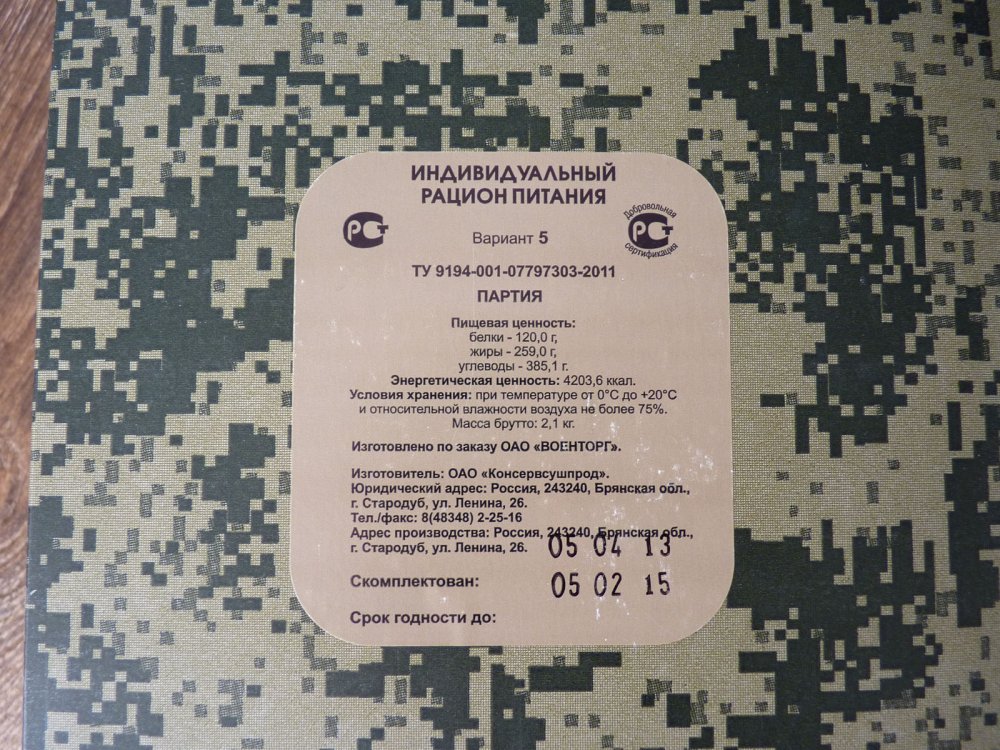 ИНДИВИДУАЛЬНЫЙ
РАЦИОН ПИТАНИЯ
РСТ
Добровольная
РСТ
сертификация
Вариант 5
ТУ 9194-001-07797303-2011
ПАРТИЯ
Пищевая ценность:
белки - 120,0 г,
жиры - 259,0 г,
углеводы - 385,1 г.
Энергетическая ценность: 4203,6 ккал.
Условия хранения: при температуре от 0°С до +20°С
и относительной влажности воздуха не более 75%.
Масса брутто: 2,1 кг.
Изготовлено по заказу ОАО «ВОЕНТОРГ».
Изготовитель: ОАО «Консервсушпрод».
Юридический адрес: Россия, 243240, Брянская обл.,
г. Стародуб, ул. Ленина, 26.
Тел./факс: 8(48348) 2-25-16
Адрес производства: Россия, 243240, Брянская обл.,
г. Стародуб, ул. Ленина, 26.
05 04 13
Скомплектован:
05 02 15
Срок годности до: